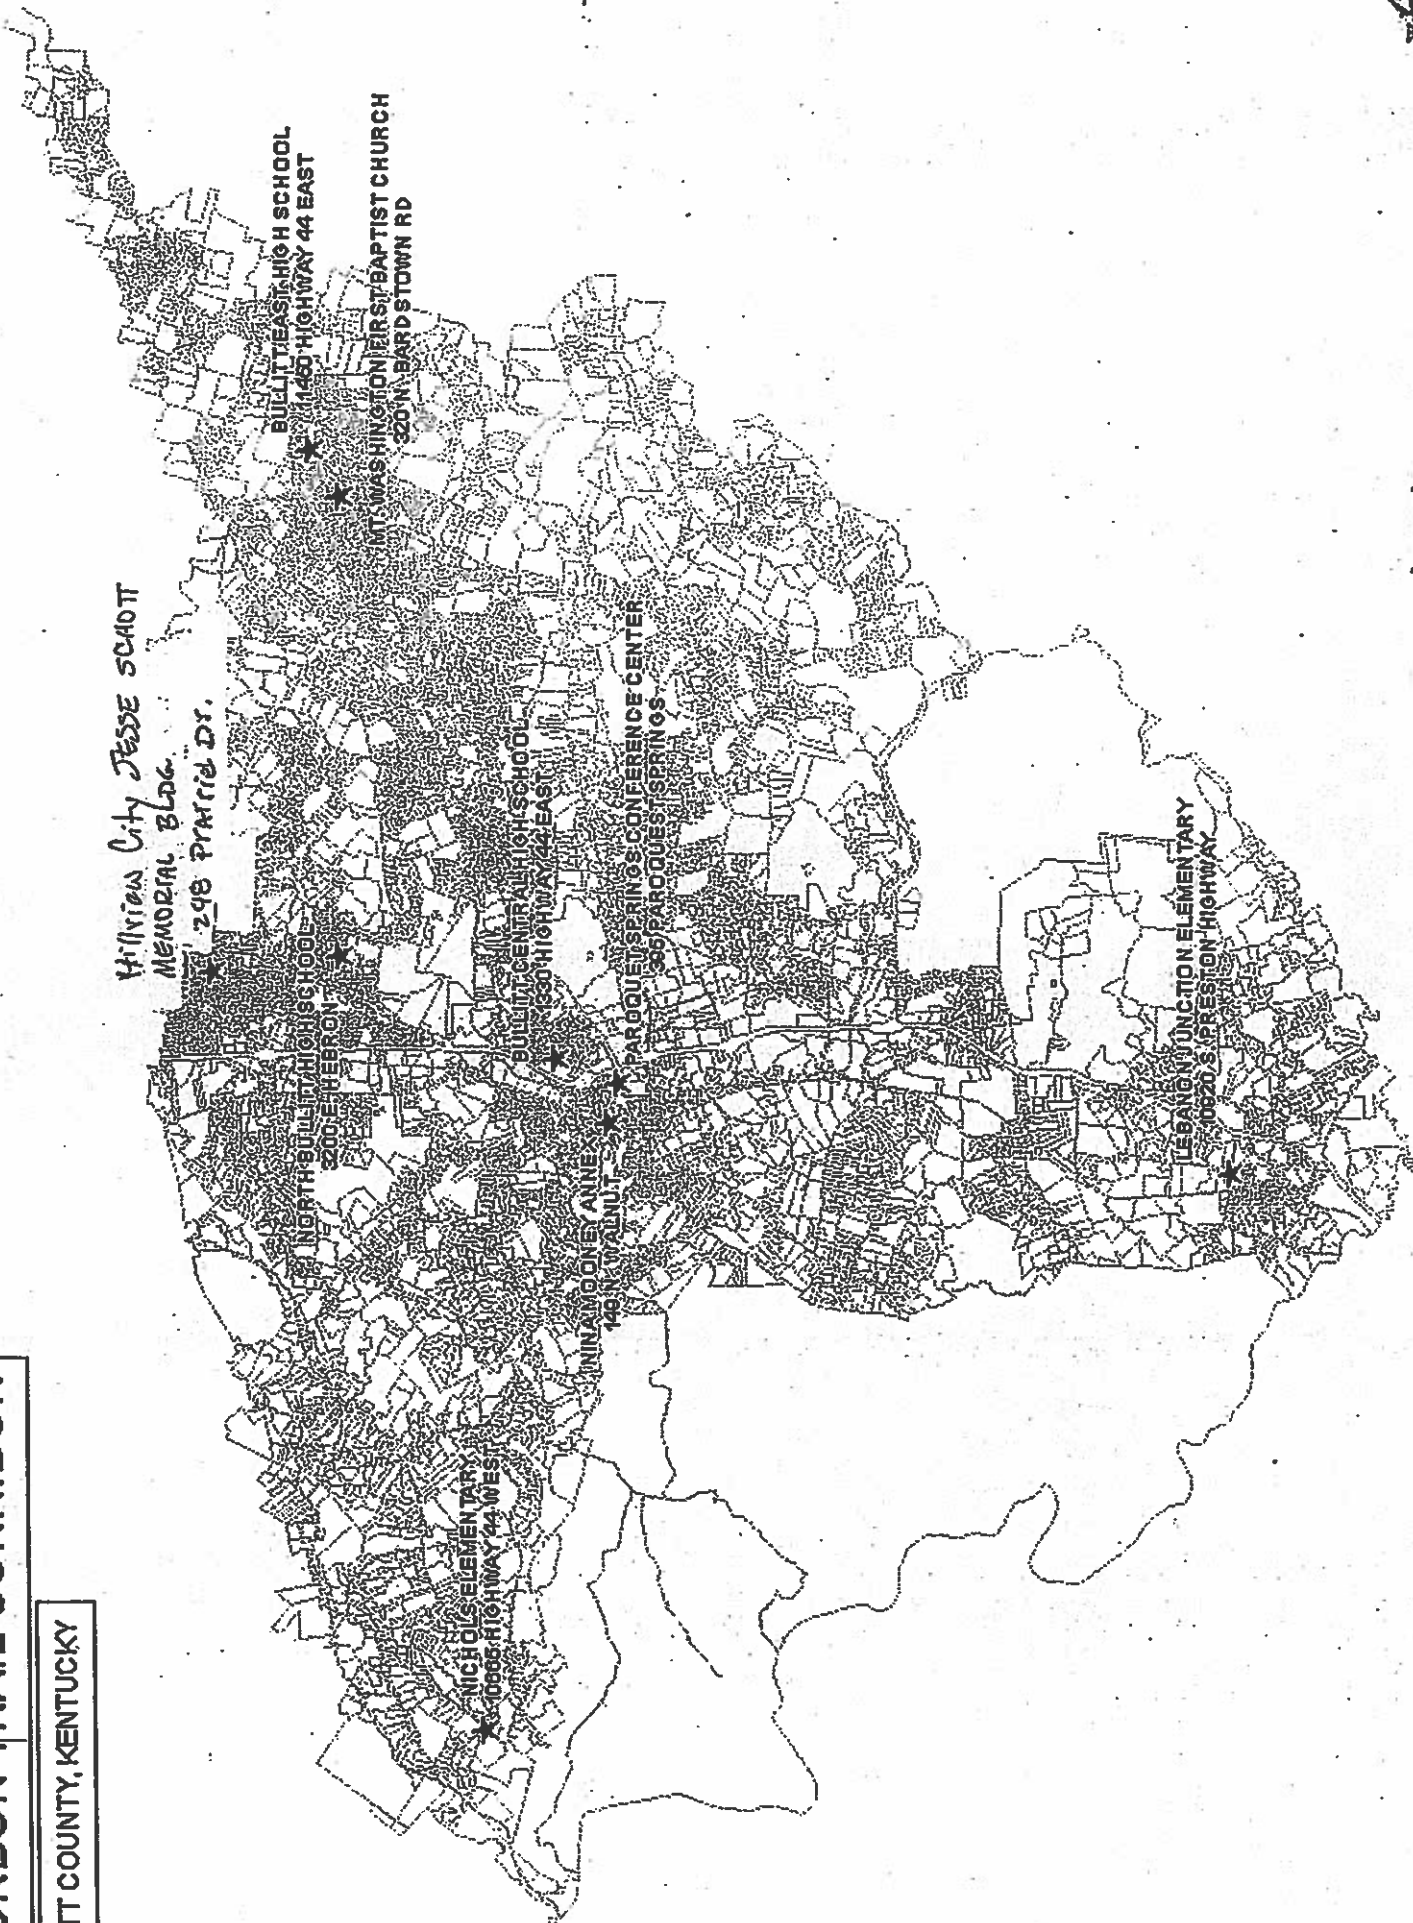 TT COUNTY, KENTUCKY
Hillview City JESSE SCHOTT
MEMORIAL BLDG.
298 Prairie Dr.
BULLITT EAST HIGH SCHOOL
11450 HIGHWAY 44 EAST
MT. WASHINGTON FIRST BAPTIST CHURCH
320 N. BARDSTOWN RD
NORTH BULLITT HIGH SCHOOL
3200 E. HEBRON
BULLITT CENTRAL HIGH SCHOOL
1330 HIGHWAY 44 EAST
PAROQUET SPRINGS CONFERENCE CENTER
395 PAROQUEST SPRINGS
NINA MOONEY ANNEX
149 N. WALNUT
NICHOLS ELEMENTARY
10665 HIGHWAY 44 WEST
LEBANON JUNCTION ELEMENTARY
10020 S. PRESTON HIGHWAY